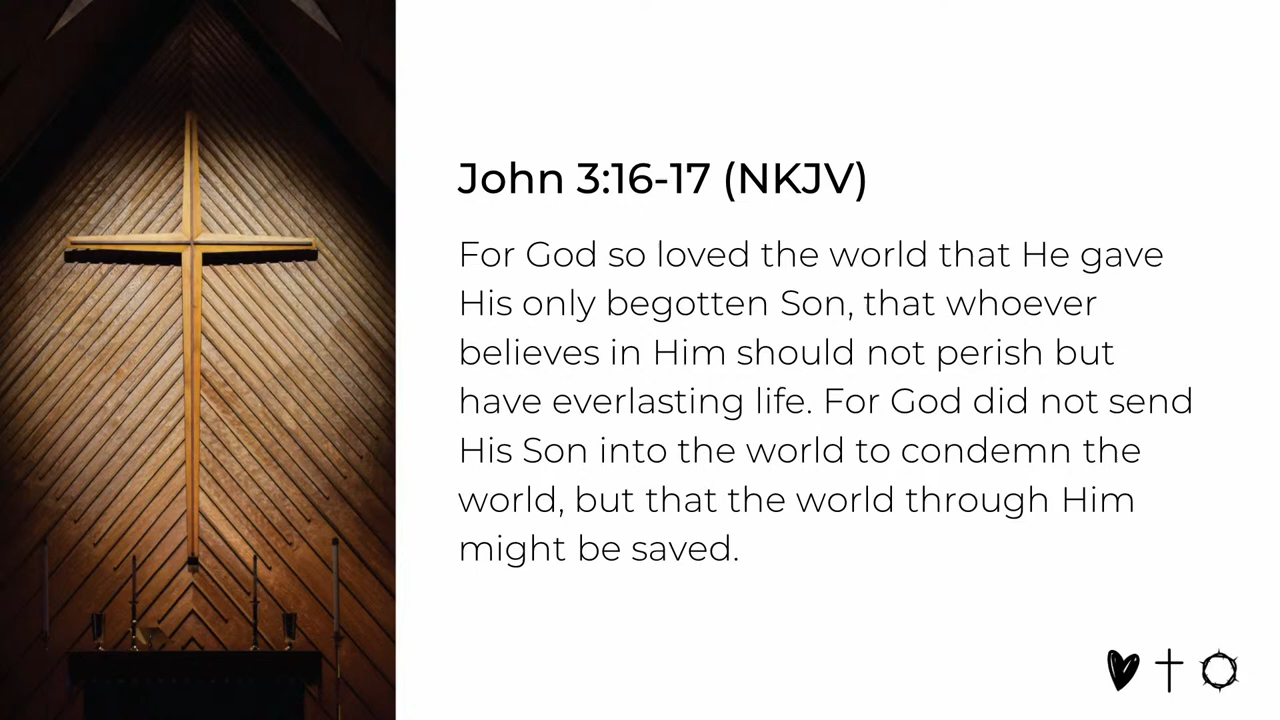 John 3:16-17 (NKJV)
For God so loved the world that He gave
His only begotten Son, that whoever
believes in Him should not perish but
have everlasting life. For God did not send
His Son into the world to condemn the
world, but that the world through Him
might be saved.